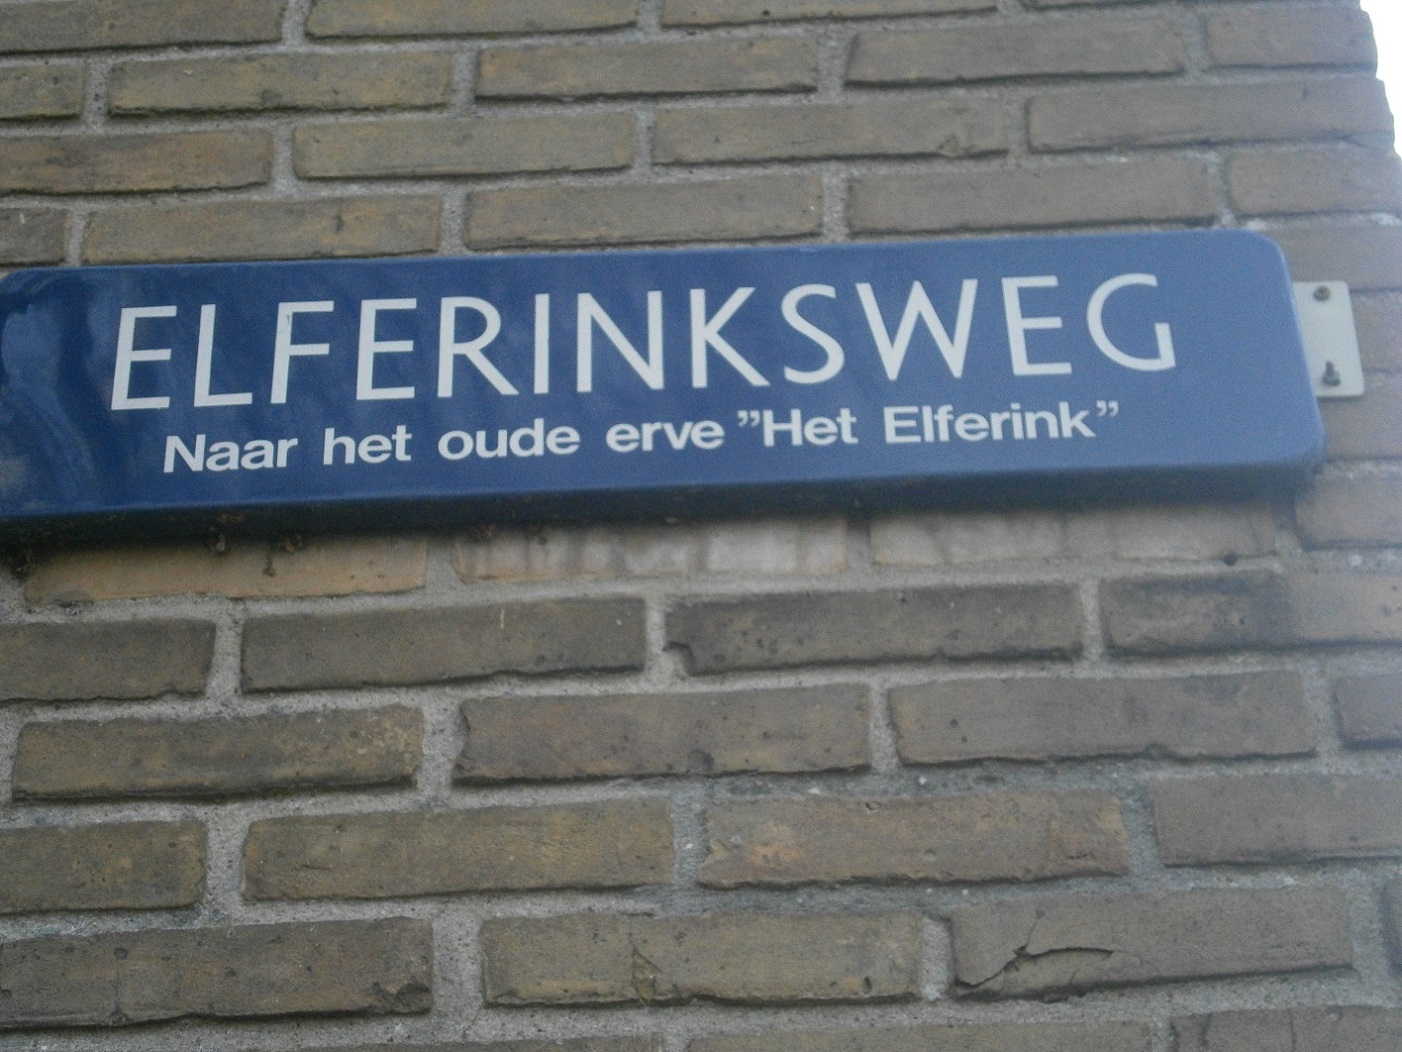 ELFERINKSWEG
Naar het oude erve ”Het Elferink”